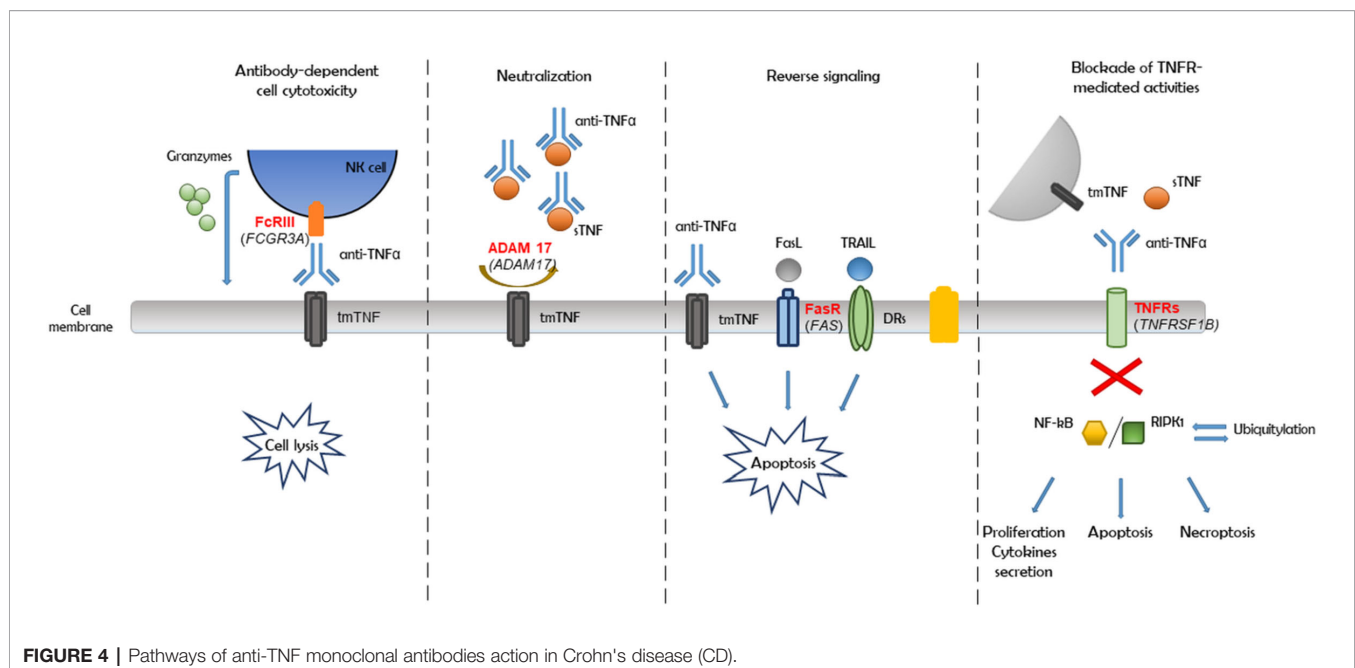 Antibody-dependent
cell cytotoxicity
Granzymes
NK cell
FcRIII
(FCGR3A)
anti-TNFα
Cell
membrane
tmTNF
Cell lysis
Neutralization
anti-TNFα
sTNF
ADAM 17
(ADAM17)
tmTNF
Reverse signaling
anti-TNFα
FasL
TRAIL
tmTNF
FasR
(FAS)
DRs
Apoptosis
Blockade of TNFR-
mediated activities
tmTNF
sTNF
anti-TNFα
TNFRs
(TNFRSF1B)
NF-kB
/
RIPK1
Ubiquitylation
Proliferation
Cytokines
secretion
Apoptosis
Necroptosis
FIGURE 4 | Pathways of anti-TNF monoclonal antibodies action in Crohn's disease (CD).